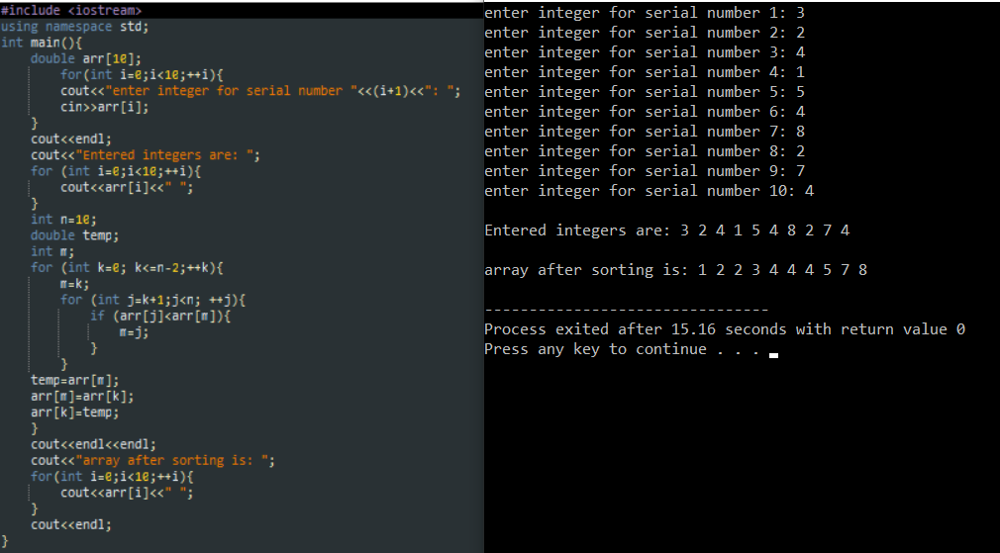 #include <iostream>
using namespace std;
int main(){
double arr[10];
for(int i=0;i<10;++i){
cout<<"enter integer for serial number "<<(i+1)<<": ";
cin>>arr[i];
}
cout<<endl;
cout<<"Entered integers are: ";
for (int i=0;i<10;++i){
cout<<arr[i]<<" ";
}
int n=10;
double temp;
int m;
for (int k=0; k<=n-2;++k){
m=k;
for (int j=k+1;j<n; ++j){
if (arr[j]<arr[m]){
m=j;
}
}
temp=arr[m];
arr[m]=arr[k];
arr[k]=temp;
}
cout<<endl<<endl;
cout<<"array after sorting is: ";
for(int i=0;i<10;++i){
cout<<arr[i]<<" ";
}
cout<<endl;
}
enter integer for serial number 1: 3
enter integer for serial number 2: 2
enter integer for serial number 3: 4
enter integer for serial number 4: 1
enter integer for serial number 5: 5
enter integer for serial number 6: 4
enter integer for serial number 7: 8
enter integer for serial number 8: 2
enter integer for serial number 9: 7
enter integer for serial number 10: 4
Entered integers are: 3 2 4 1 5 4 8 2 7 4
array after sorting is: 1 2 2 3 4 4 4 5 7 8
--------------------------------
Process exited after 15.16 seconds with return value 0
Press any key to continue . . .